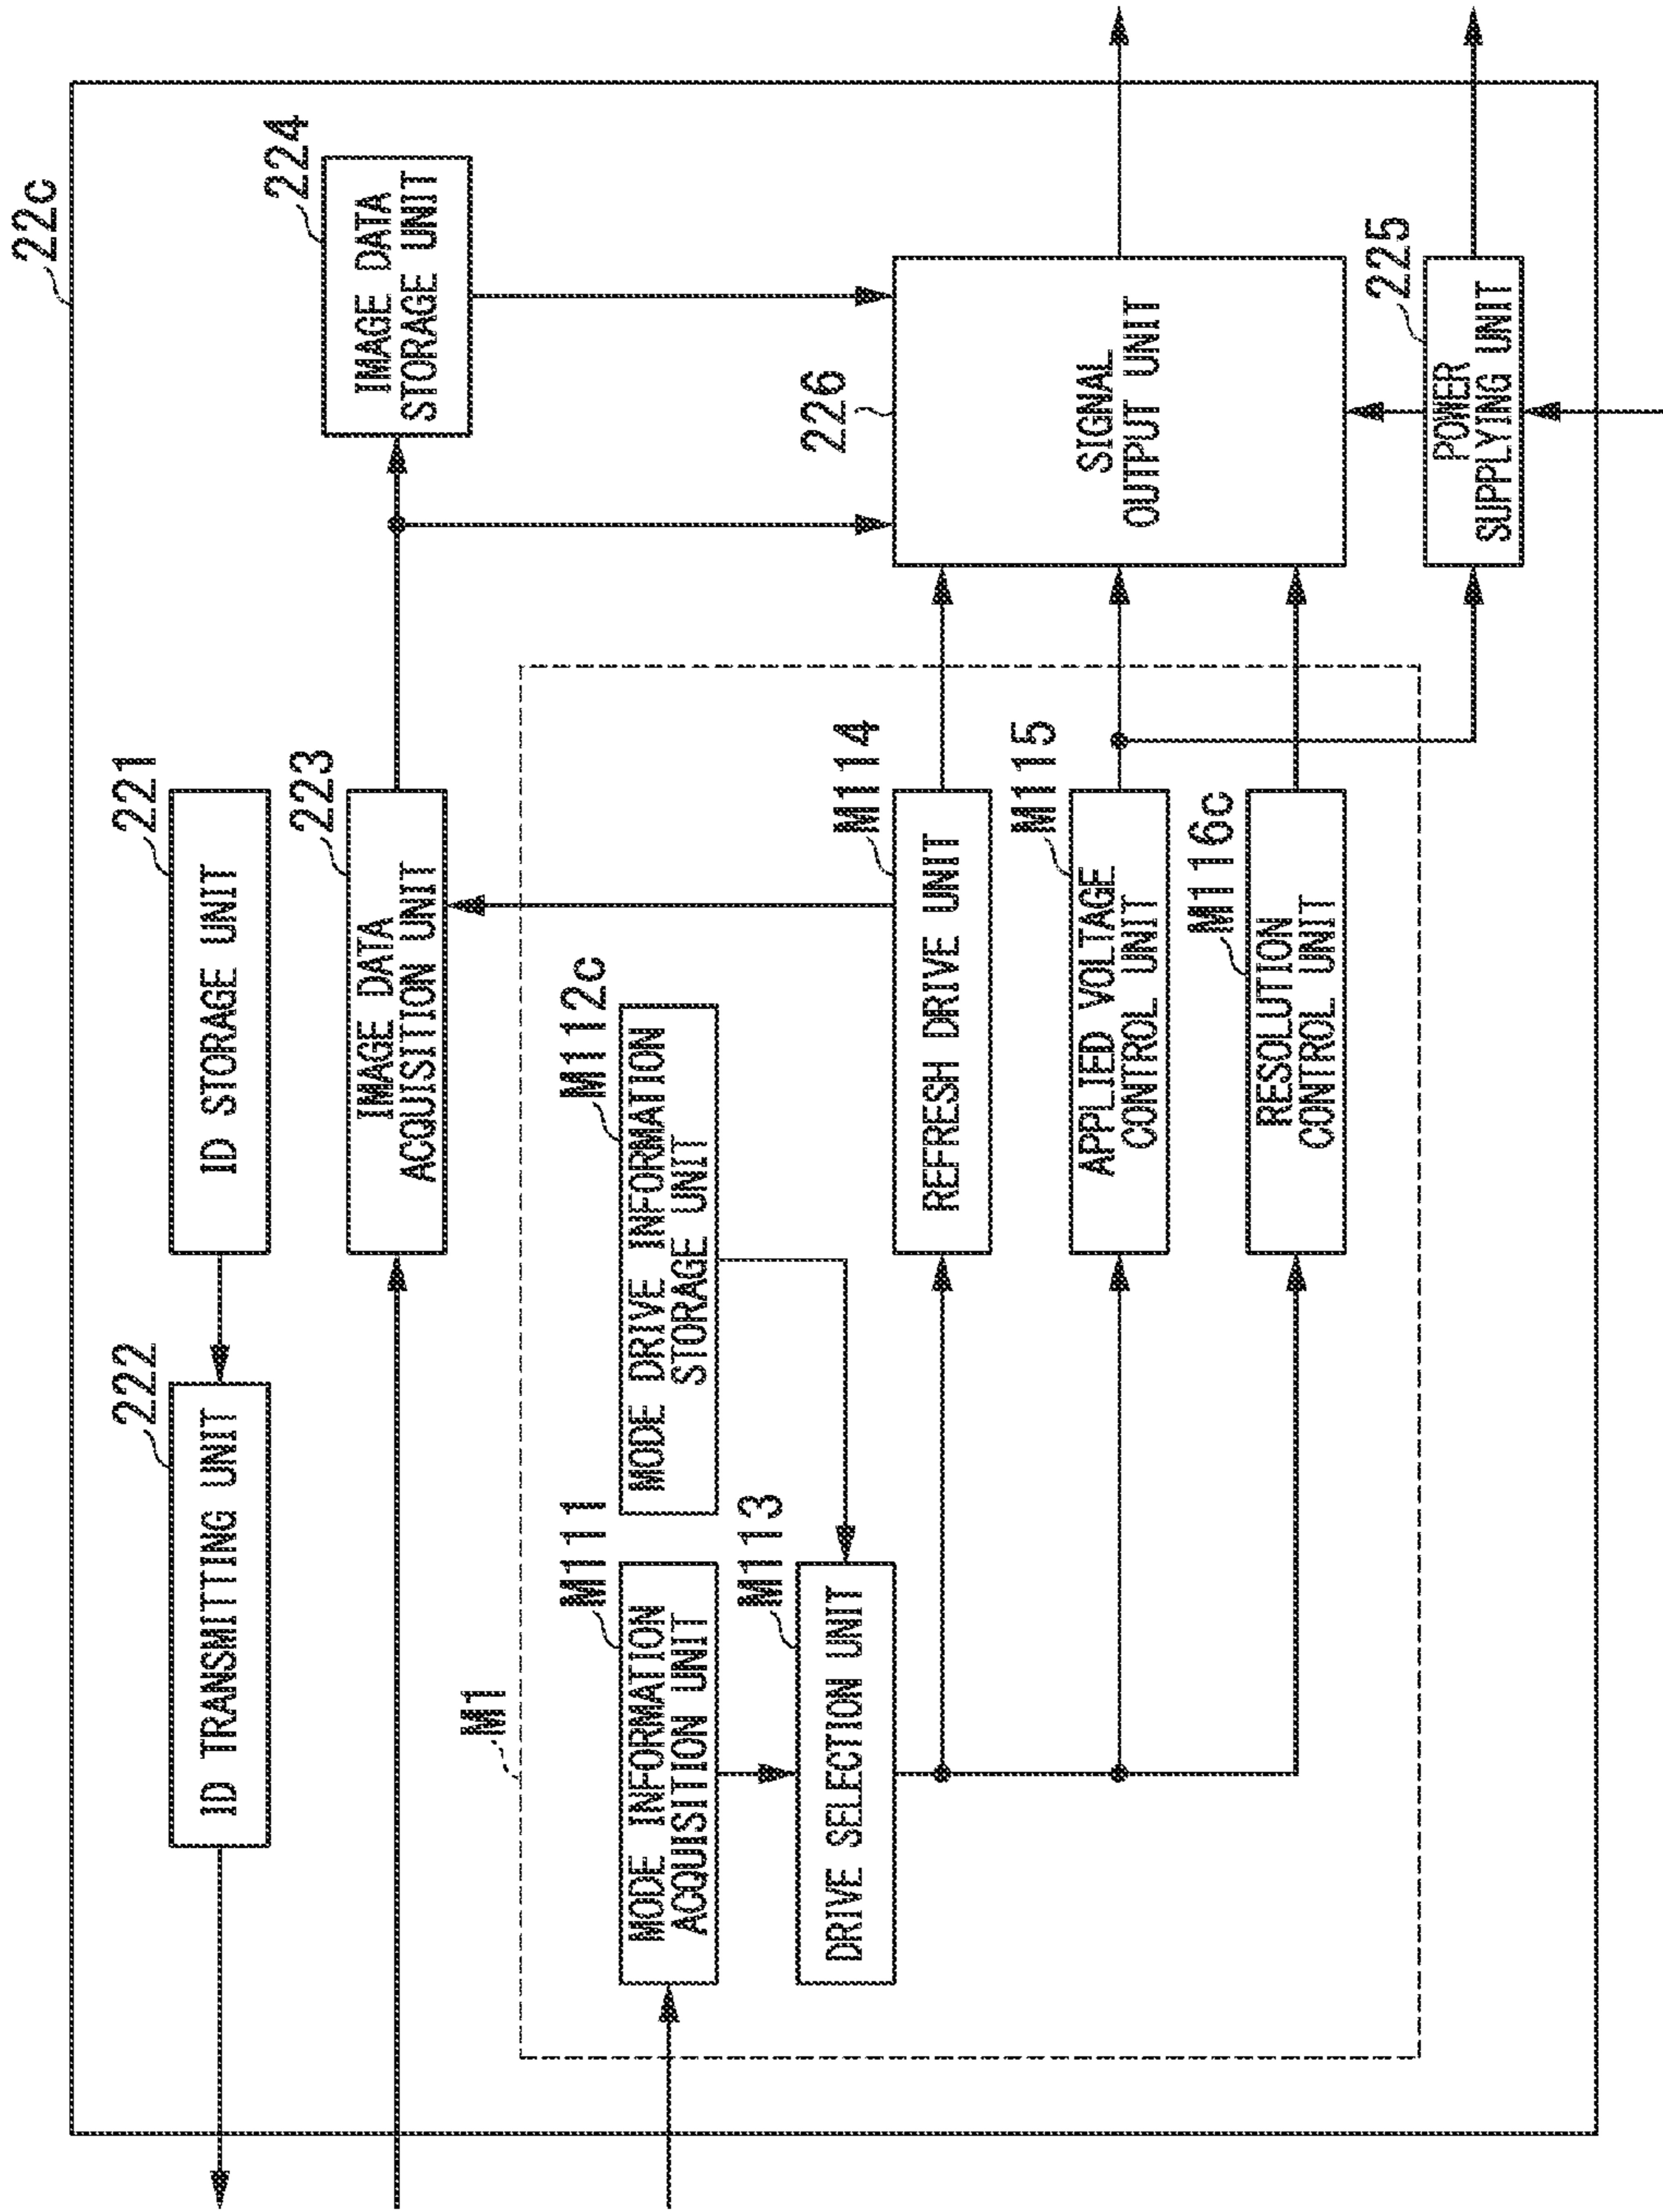 22c
222
ID TRANSMITTING UNIT
221
ID STORAGE UNIT
223
IMAGE DATA
ACQUISITION UNIT
224
IMAGE DATA
STORAGE UNIT
M1
M111
MODE INFORMATION
ACQUISITION UNIT
M112c
MODE DRIVE INFORMATION
STORAGE UNIT
M113
DRIVE SELECTION UNIT
M114
REFRESH DRIVE UNIT
M115
APPLIED VOLTAGE
CONTROL UNIT
M116c
RESOLUTION
CONTROL UNIT
226
SIGNAL
OUTPUT UNIT
225
POWER
SUPPLYING UNIT